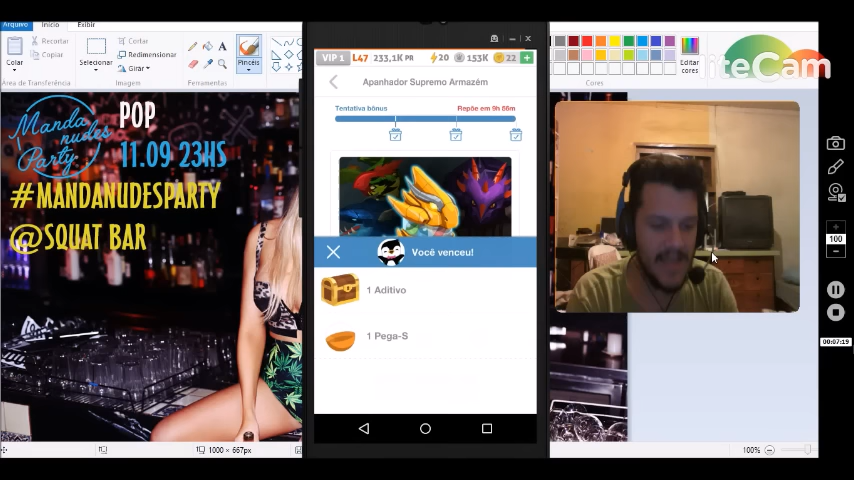 Arquivo Início Exibir
Colar
Recortar
Copiar
Área de Transferência
Selecionar
Cortar
Redimensionar
Girar
Imagem
Ferramentas
Pincéis
Editar cores
Cores
iteCam
Manda nudes Party
POP
11.09 23HS
#MANDANUDESPARTY
@SQUAT BAR
VIP 1 L47 233,1K PR 20 153K 22
Apanhador Supremo Armazém
Tentativa bônus
Repõe em 9h 66m
Você venceu!
1 Aditivo
1 Pega-S
100
00:07:19
1000 × 667px
100%